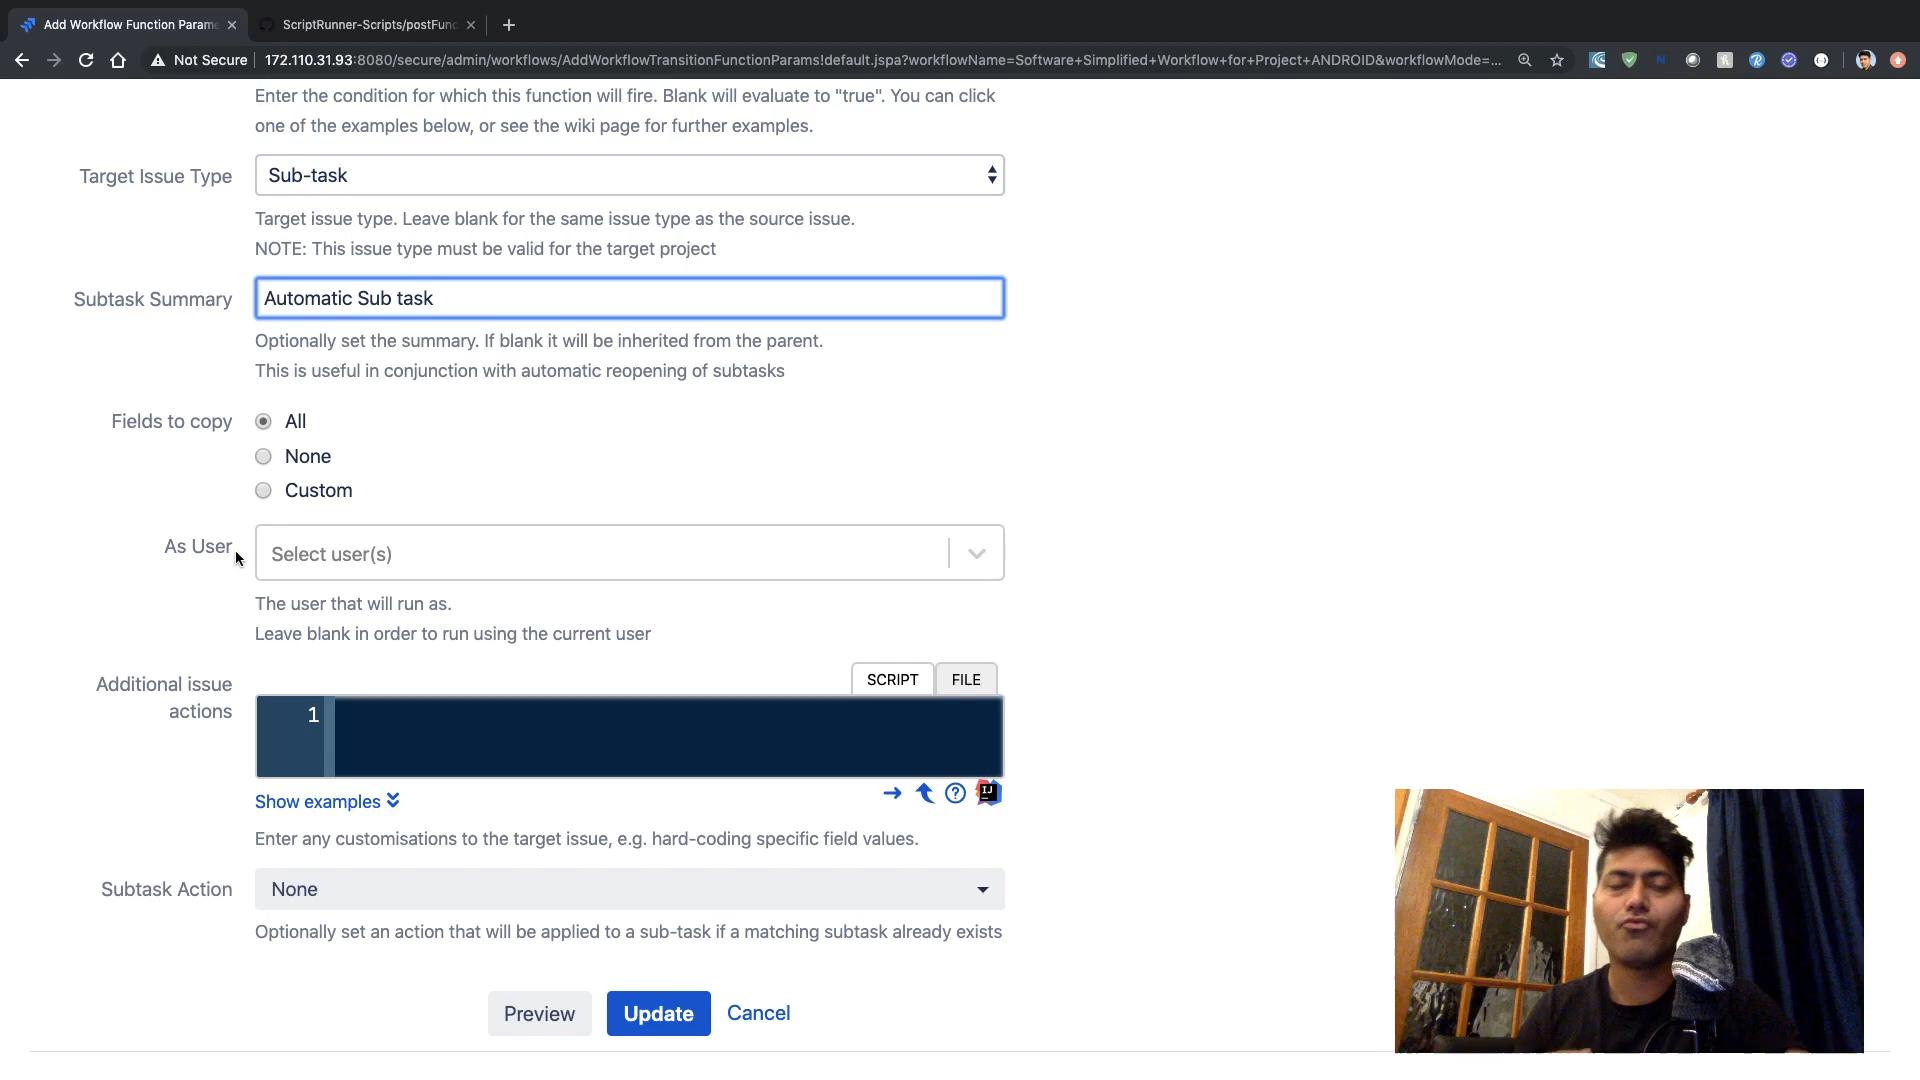 Add Workflow Function Parame
ScriptRunner-Scripts/postFunc
Not Secure
172.110.31.93:8080/secure/admin/workflows/AddWorkflowTransitionFunctionParams!default.jspa?workflowName=Software+Simplified+Workflow+for+Project+ANDROID&workflowMode=...
Enter the condition for which this function will fire. Blank will evaluate to "true". You can click
one of the examples below, or see the wiki page for further examples.
Target Issue Type
Sub-task
Target issue type. Leave blank for the same issue type as the source issue.
NOTE: This issue type must be valid for the target project
Subtask Summary
Automatic Sub task
Optionally set the summary. If blank it will be inherited from the parent.
This is useful in conjunction with automatic reopening of subtasks
Fields to copy
All
None
Custom
As User
Select user(s)
The user that will run as.
Leave blank in order to run using the current user
Additional issue
actions
SCRIPT
FILE
1
Show examples
IJ
Enter any customisations to the target issue, e.g. hard-coding specific field values.
Subtask Action
None
Optionally set an action that will be applied to a sub-task if a matching subtask already exists
Preview
Update
Cancel